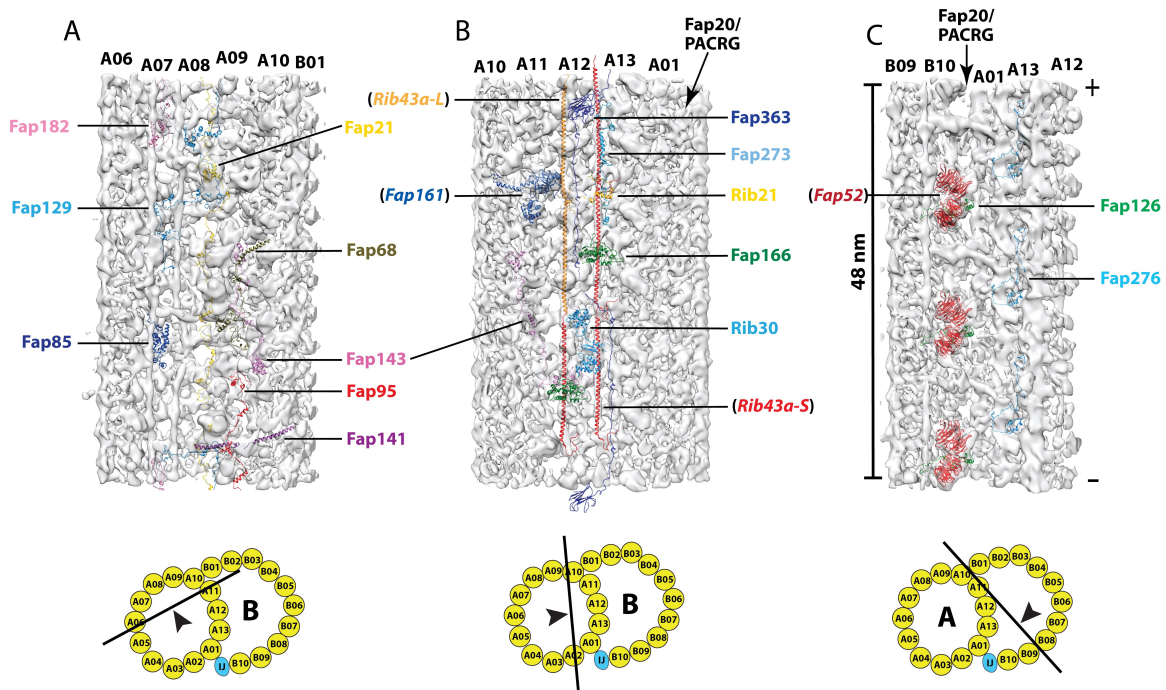 A
A06 A07 A08 A09 A10 B01
Fap182
Fap21
Fap129
Fap68
Fap85
Fap143
Fap95
Fap141
B
Fap20/
PACRG
A10 A11 A12 A13 A01
(Rib43a-L)
Fap363
Fap273
(Fap161)
Rib21
Fap166
Rib30
(Rib43a-S)
C
Fap20/
PACRG
B09 B10 A01 A13 A12
+
(Fap52)
Fap126
48 nm
Fap276
–
A08 A09 A10 B01 B02 B03
A07 A11 B04
A12 B05
A06 B B06
A13 B07
A05 B08
A04 A03 A02 A01 IJ B10 B09
A08 A09 A10 B01 B02 B03
A07 A11 B04
A12 B05
A06 B B06
A13 B07
A05 B08
A04 A03 A02 A01 IJ B10 B09
A08 A09 A10 B01 B02 B03
A07 A11 B04
A12 B05
A06 A B06
A13 B07
A05 B08
A04 A03 A02 A01 IJ B10 B09